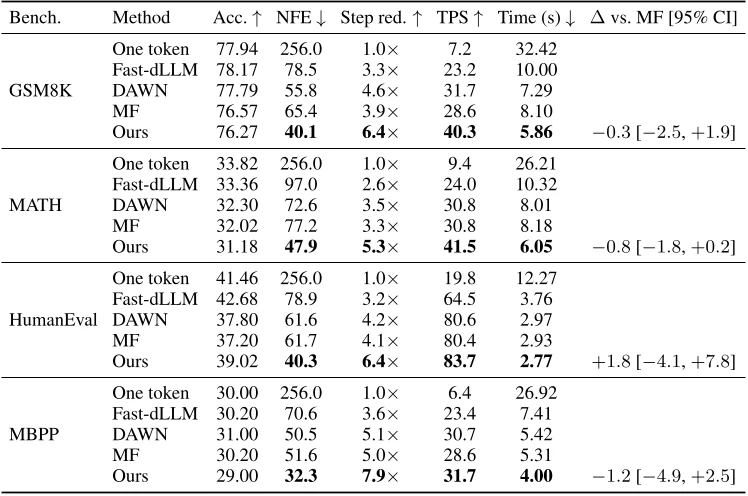 Bench. Method Acc. ↑ NFE ↓ Step red. ↑ TPS ↑ Time (s) ↓ Δ vs. MF [95% CI]
One token 77.94 256.0 1.0× 7.2 32.42
Fast-dLLM 78.17 78.5 3.3× 23.2 10.00
GSM8K DAWN 77.79 55.8 4.6× 31.7 7.29
MF 76.57 65.4 3.9× 28.6 8.10
Ours 76.27 40.1 6.4× 40.3 5.86 −0.3 [−2.5, +1.9]
One token 33.82 256.0 1.0× 9.4 26.21
Fast-dLLM 33.36 97.0 2.6× 24.0 10.32
MATH DAWN 32.30 72.6 3.5× 30.8 8.01
MF 32.02 77.2 3.3× 30.8 8.18
Ours 31.18 47.9 5.3× 41.5 6.05 −0.8 [−1.8, +0.2]
One token 41.46 256.0 1.0× 19.8 12.27
Fast-dLLM 42.68 78.9 3.2× 64.5 3.76
HumanEval DAWN 37.80 61.6 4.2× 80.6 2.97
MF 37.20 61.7 4.1× 80.4 2.93
Ours 39.02 40.3 6.4× 83.7 2.77 +1.8 [−4.1, +7.8]
One token 30.00 256.0 1.0× 6.4 26.92
Fast-dLLM 30.20 70.6 3.6× 23.4 7.41
MBPP DAWN 31.00 50.5 5.1× 30.7 5.42
MF 30.20 51.6 5.0× 28.6 5.31
Ours 29.00 32.3 7.9× 31.7 4.00 −1.2 [−4.9, +2.5]